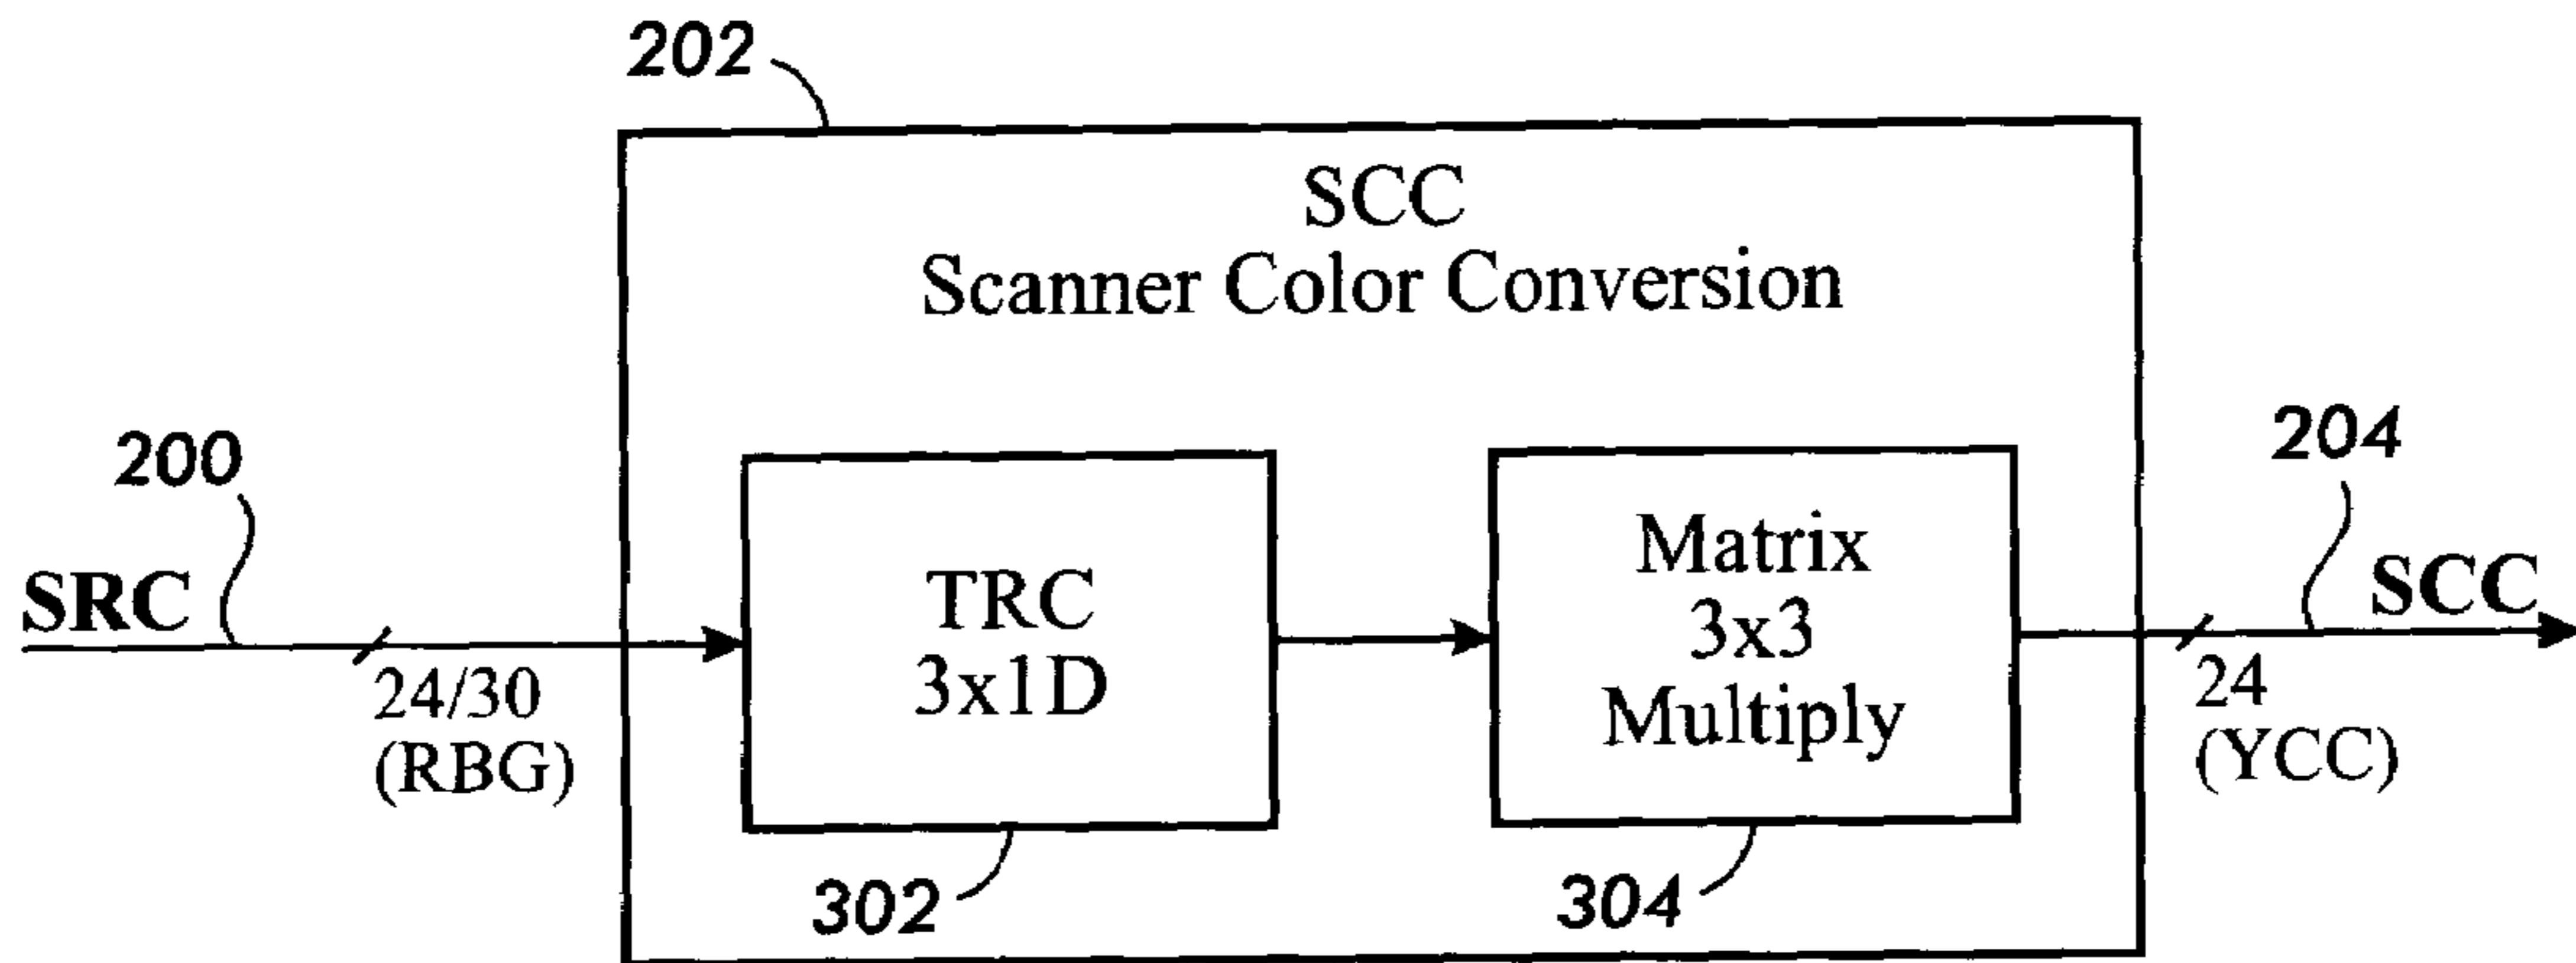 202
SCC
Scanner Color Conversion
200
204
SRC
TRC
3x1D
Matrix
3x3
Multiply
SCC
24/30
(RBG)
24
(YCC)
302
304